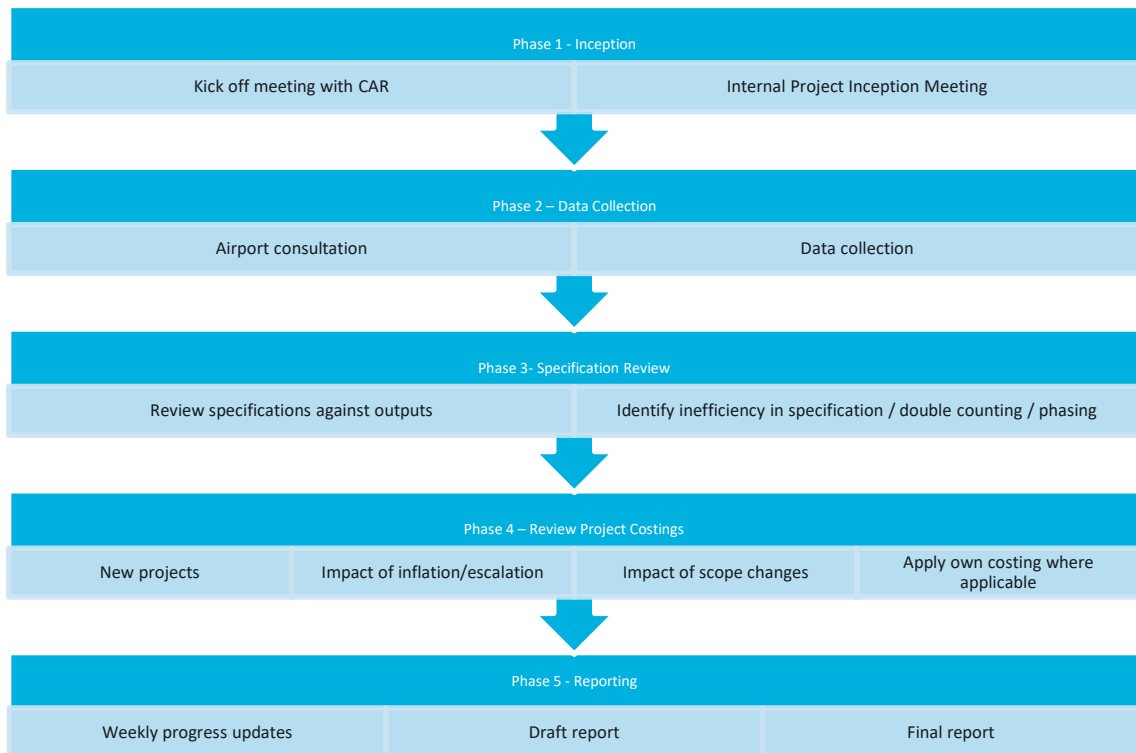 Phase 1 - Inception
Kick off meeting with CAR
Internal Project Inception Meeting
Phase 2 – Data Collection
Airport consultation
Data collection
Phase 3- Specification Review
Review specifications against outputs
Identify inefficiency in specification / double counting / phasing
Phase 4 – Review Project Costings
New projects
Impact of inflation/escalation
Impact of scope changes
Apply own costing where
applicable
Phase 5 - Reporting
Weekly progress updates
Draft report
Final report